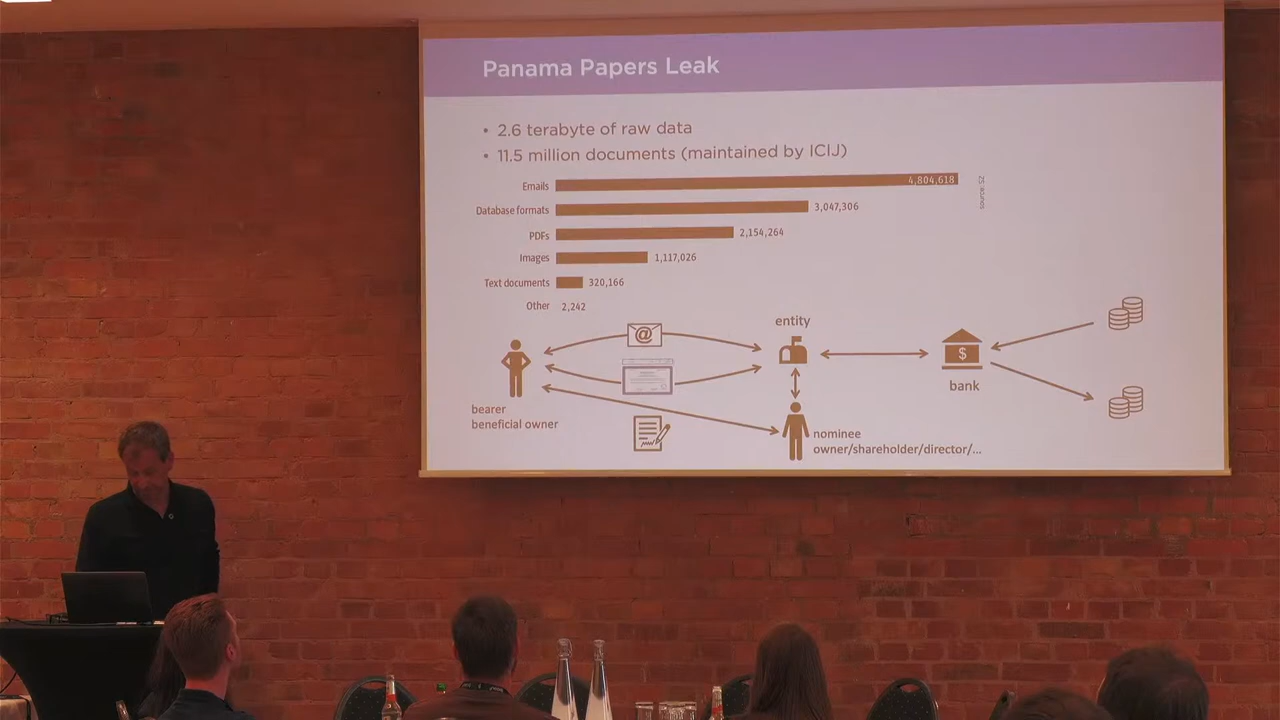 Panama Papers Leak
• 2.6 terabyte of raw data
• 11.5 million documents (maintained by ICIJ)
Emails 4,804,618
source: SZ
Database formats 3,047,306
PDFs 2,154,264
Images 1,117,026
Text documents 320,166
Other 2,242
entity
@
$
bank
bearer
beneficial owner
nominee
owner/shareholder/director/...